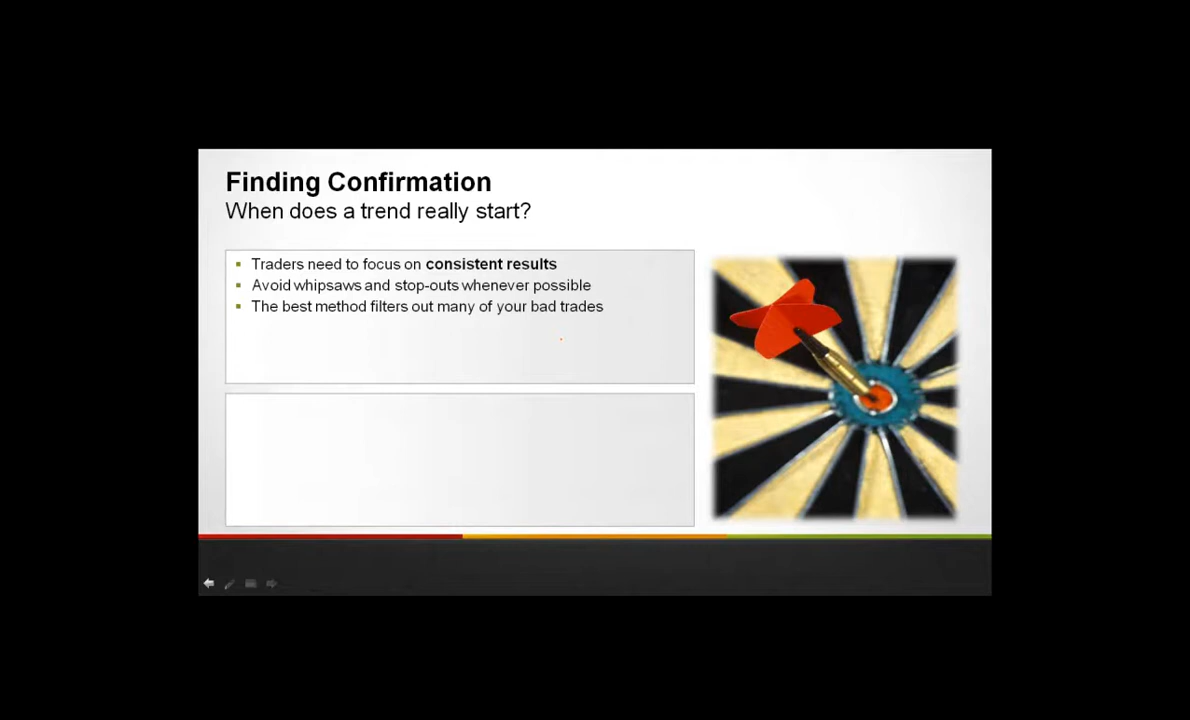 Finding Confirmation
When does a trend really start?
Traders need to focus on consistent results
Avoid whipsaws and stop-outs whenever possible
The best method filters out many of your bad trades